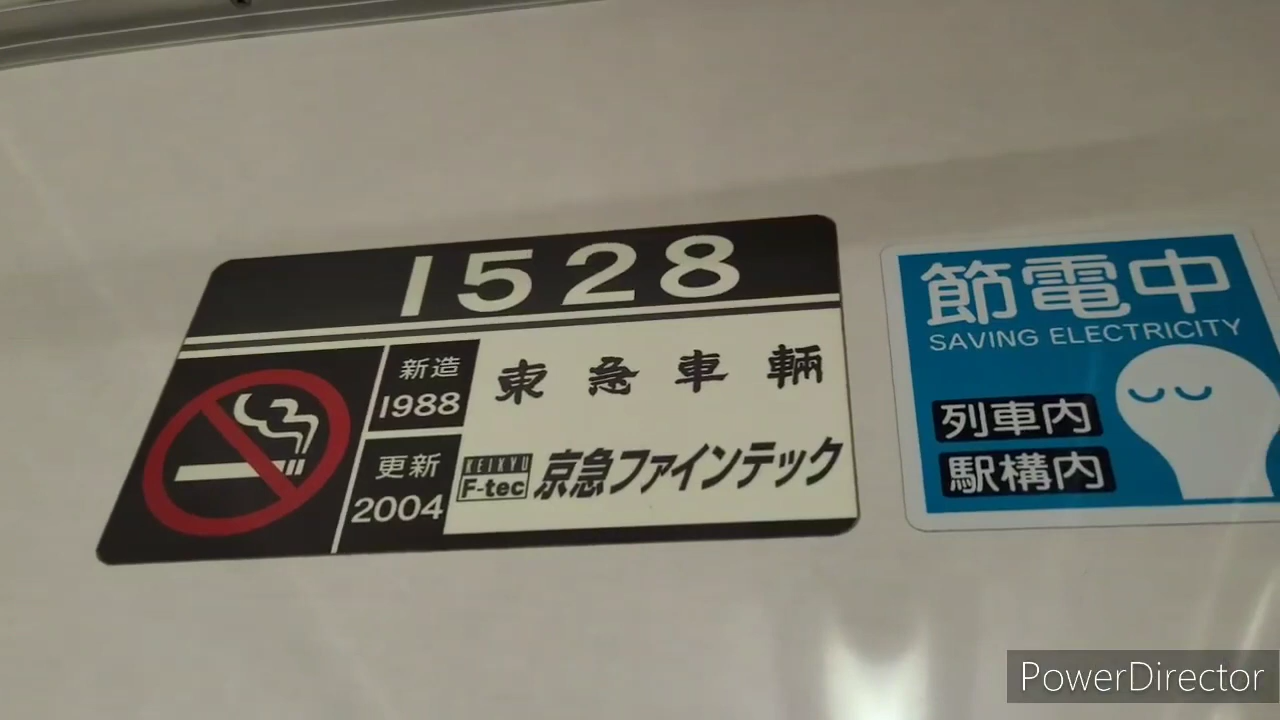 1528
新造
1988
東急車輛
更新
2004
KEIKYU
F-tec
京急ファインテック
節電中
SAVING ELECTRICITY
列車内
駅構内
PowerDirector